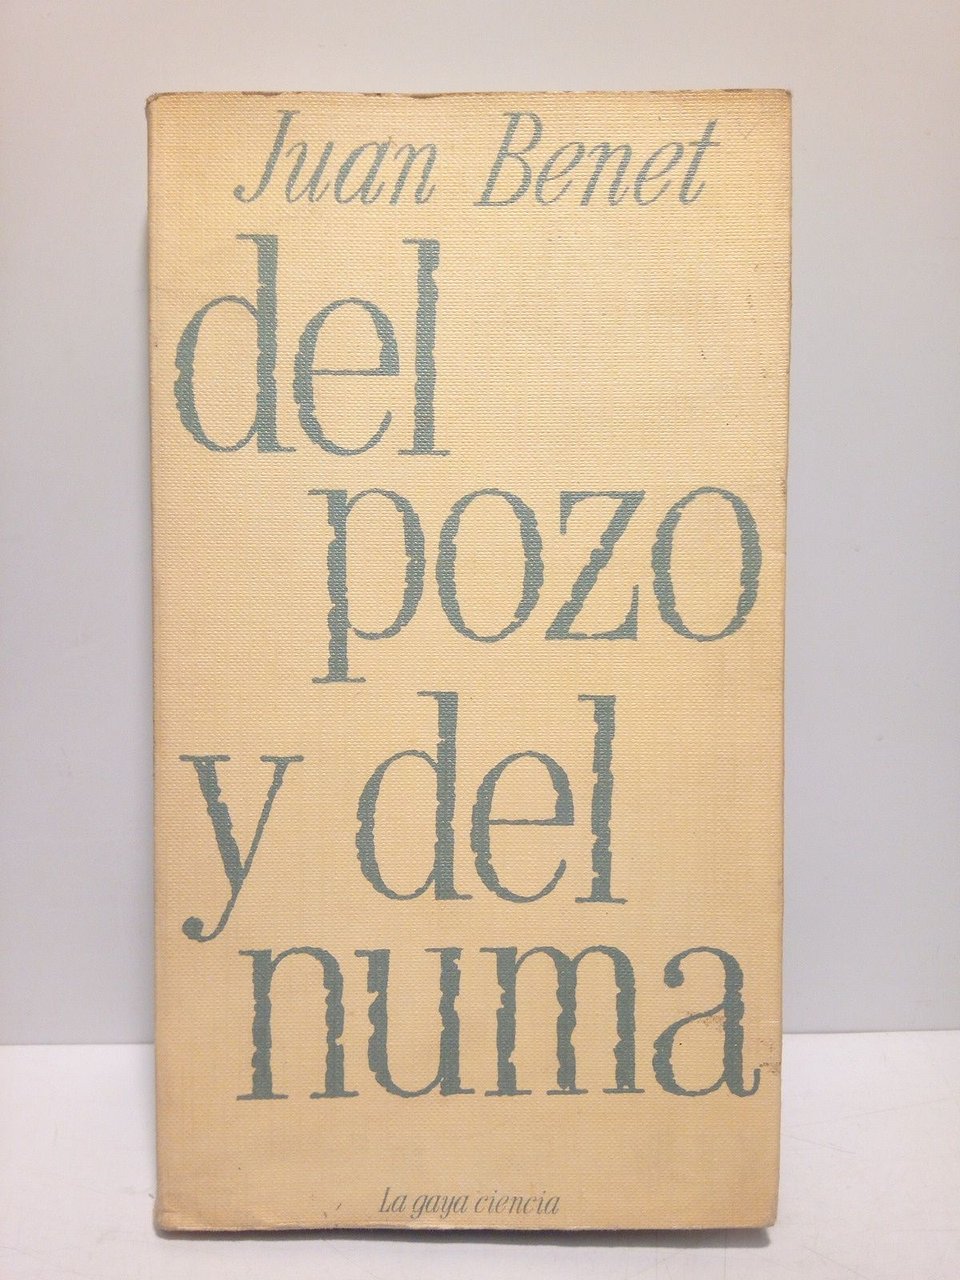 Juan Benet
del
pozo
y del
numa
La gaya ciencia